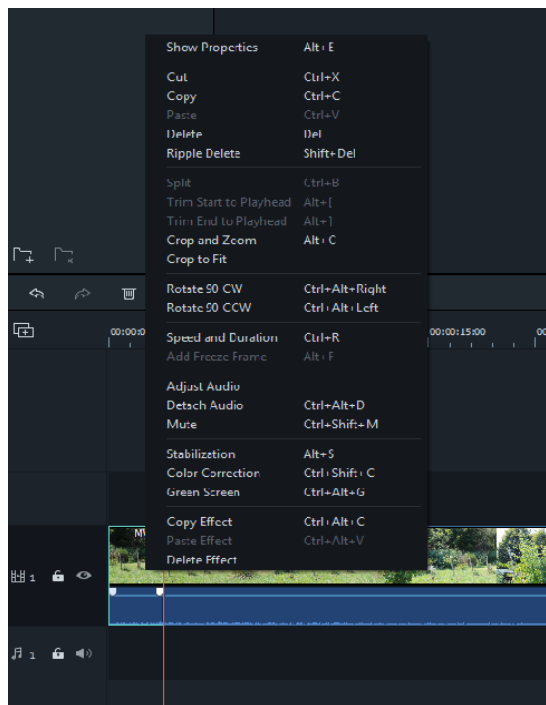 Show Properties Alt+E
Cut Ctrl+X
Copy Ctrl+C
Paste Ctrl+V
Delete Del
Ripple Delete Shift+Del
Split Ctrl+B
Trim Start to Playhead Alt+[
Trim End to Playhead Alt+]
Crop and Zoom Alt+C
Crop to Fit
Rotate 90 CW Ctrl+Alt+Right
Rotate 90 CCW Ctrl+Alt+Left
00:00:0
Speed and Duration Ctrl+R
00:00:15:00
00
Add Freeze Frame Alt+F
Adjust Audio
Detach Audio Ctrl+Alt+D
Mute Ctrl+Shift+M
Stabilization Alt+S
Color Correction Ctrl+Shift+C
Green Screen Ctrl+Alt+G
Copy Effect Ctrl+Alt+C
Paste Effect Ctrl+Alt+V
Delete Effect
1
1